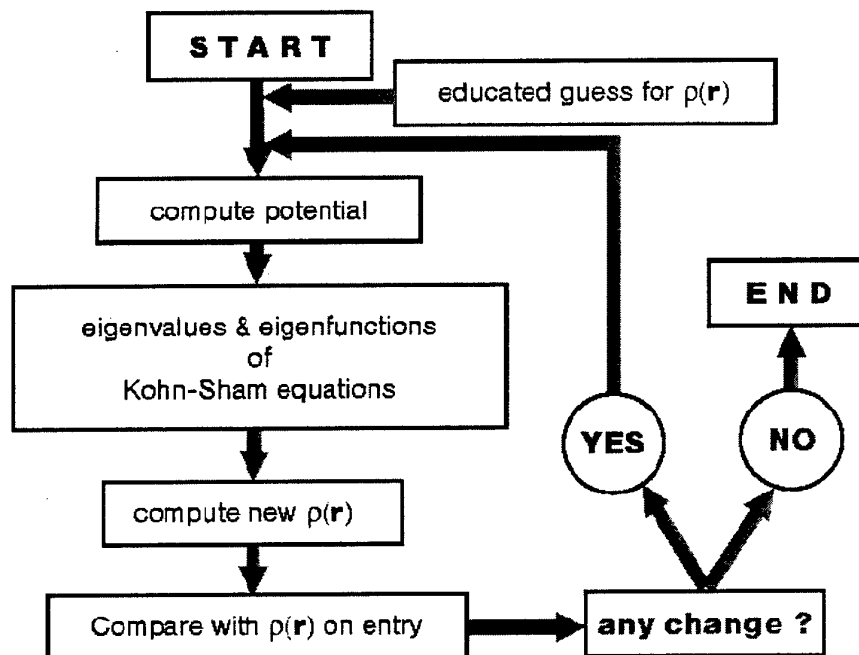 START
educated guess for ρ(r)
compute potential
eigenvalues & eigenfunctions
of
Kohn-Sham equations
END
YES
NO
compute new ρ(r)
Compare with ρ(r) on entry
any change ?